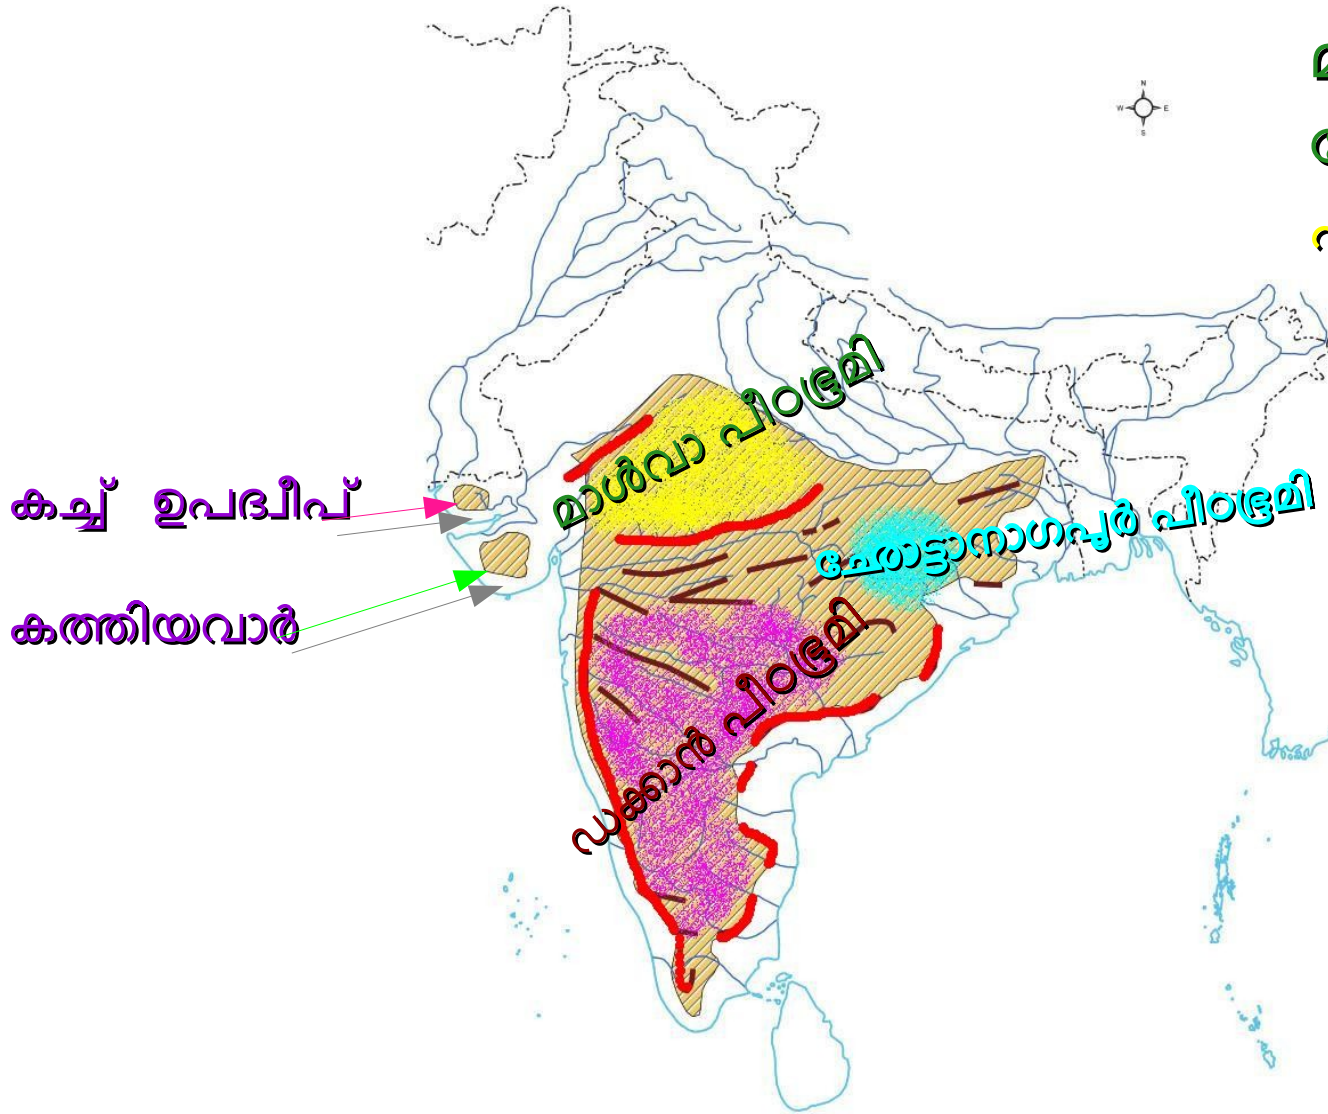 N
W E
S
മാൾവാ പീഠഭൂമി
കച്ച് ഉപദ്വീപ്
ഛോട്ടാനാഗപൂർ പീഠഭൂമി
കത്തിയവാർ
ഡക്കാൻ പീഠഭൂമി